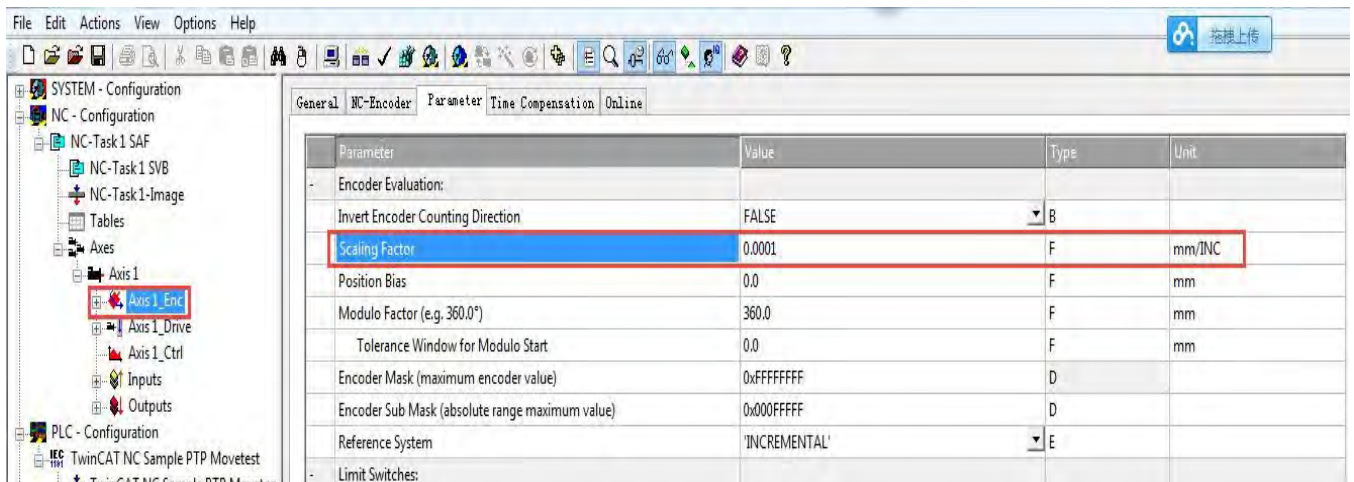 File Edit Actions View Options Help
拖拽上传
SYSTEM - Configuration
NC - Configuration
NC-Task 1 SAF
NC-Task 1 SVB
NC-Task 1-Image
Tables
Axes
Axis 1
Axis 1_Enc
Axis 1_Drive
Axis 1_Ctrl
Inputs
Outputs
PLC - Configuration
TwinCAT NC Sample PTP Movetest
General NC-Encoder Parameter Time Compensation Online
Parameter Value Type Unit
- Encoder Evaluation:
Invert Encoder Counting Direction FALSE B
Scaling Factor 0.0001 F mm/INC
Position Bias 0.0 F mm
Modulo Factor (e.g. 360.0°) 360.0 F mm
Tolerance Window for Modulo Start 0.0 F mm
Encoder Mask (maximum encoder value) 0xFFFFFFFF D
Encoder Sub Mask (absolute range maximum value) 0x000FFFFF D
Reference System 'INCREMENTAL' E
- Limit Switches: